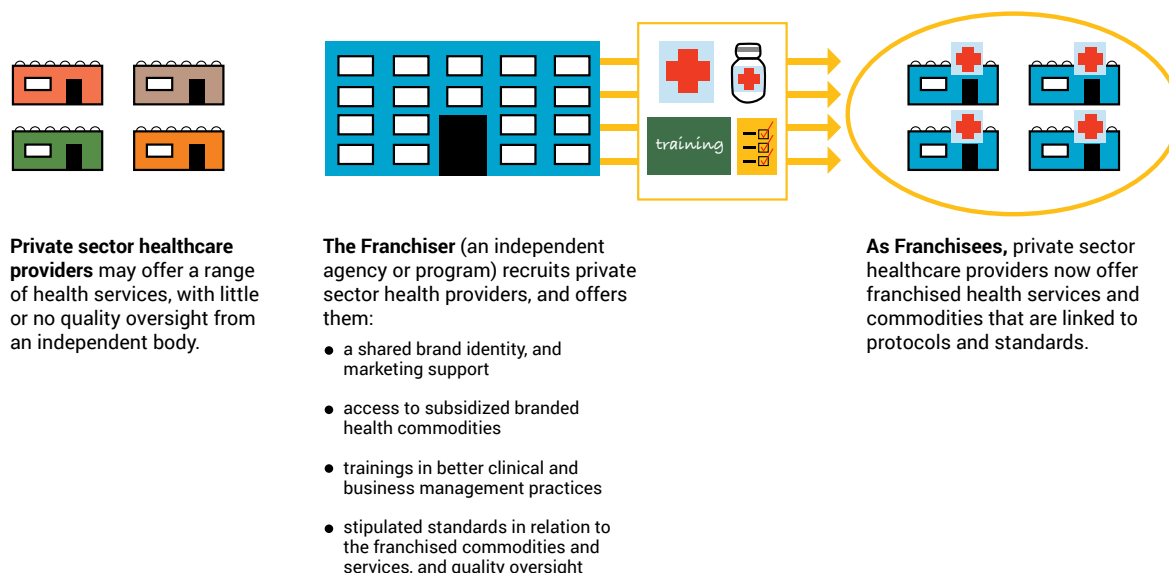 training
Private sector healthcare
providers may offer a range
of health services, with little
or no quality oversight from
an independent body.
The Franchiser (an independent
agency or program) recruits private
sector health providers, and offers
them:
● a shared brand identity, and
marketing support
● access to subsidized branded
health commodities
● trainings in better clinical and
business management practices
● stipulated standards in relation to
the franchised commodities and
services, and quality oversight
As Franchisees, private sector
healthcare providers now offer
franchised health services and
commodities that are linked to
protocols and standards.